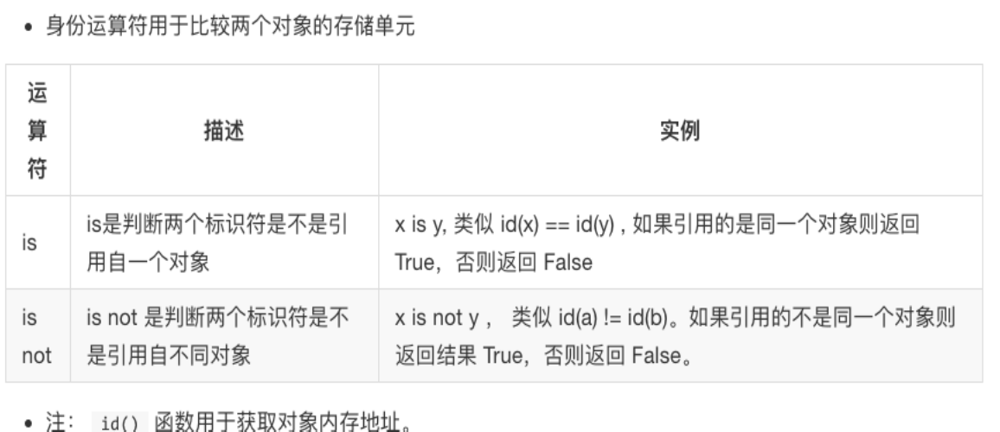 • 身份运算符用于比较两个对象的存储单元
运
算
符
描述
实例
is
is是判断两个标识符是不是引
用自一个对象
x is y, 类似 id(x) == id(y) , 如果引用的是同一个对象则返回
True，否则返回 False
is
not
is not 是判断两个标识符是不
是引用自不同对象
x is not y ， 类似 id(a) != id(b)。如果引用的不是同一个对象则
返回结果 True，否则返回 False。
• 注： id() 函数用于获取对象内存地址。